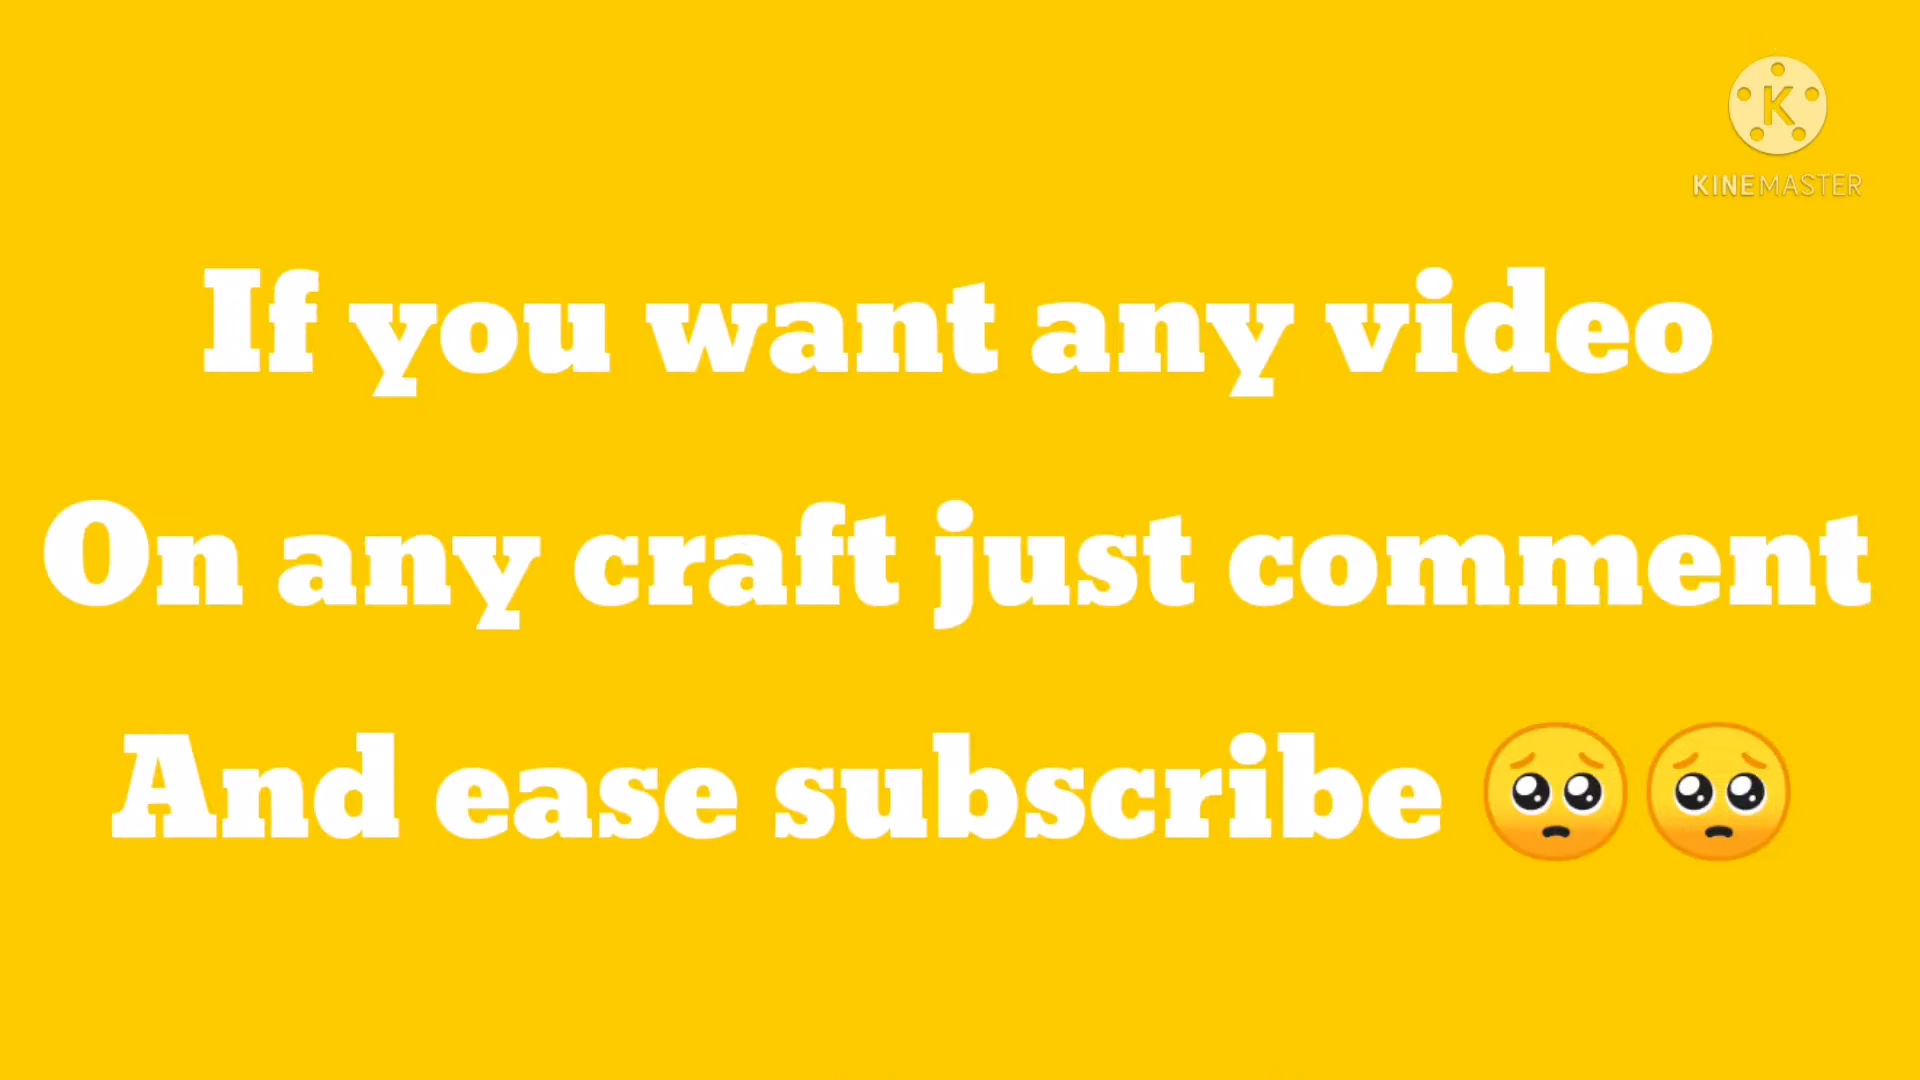 K
KINEMASTER
If you want any video
On any craft just comment
And ease subscribe 🥺🥺